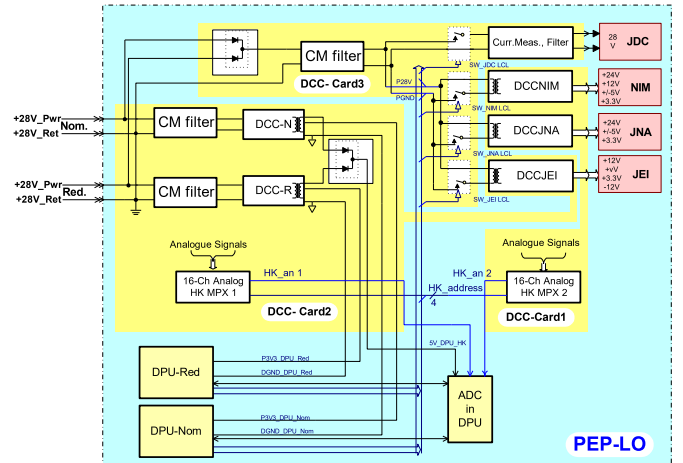 28
V
JDC
Curr.Meas., Filter
CM filter
DCC- Card3
SW_JDC LCL
P28V
PGND
DCCNIM
+24V
+12V
+/-5V
+3.3V
NIM
SW_NIM LCL
+28V_Pwr
Nom.
+28V_Ret
CM filter
DCC-N
DCCJNA
+24V
+/-5V
+3.3V
JNA
SW_JNA LCL
+28V_Pwr
Red.
+28V_Ret
CM filter
DCC-R
DCCJEI
+12V
+vV
+3.3V
-12V
JEI
SW_JEI LCL
Analogue Signals
Analogue Signals
16-Ch Analog
HK MPX 1
HK_an 1
HK_an 2
HK_address
4
16-Ch Analog
HK MPX 2
DCC- Card2
DCC-Card1
5V_DPU_HK
DPU-Red
P3V3_DPU_Red
DGND_DPU_Red
ADC
in
DPU
DPU-Nom
P3V3_DPU_Nom
DGND_DPU_Nom
PEP-LO